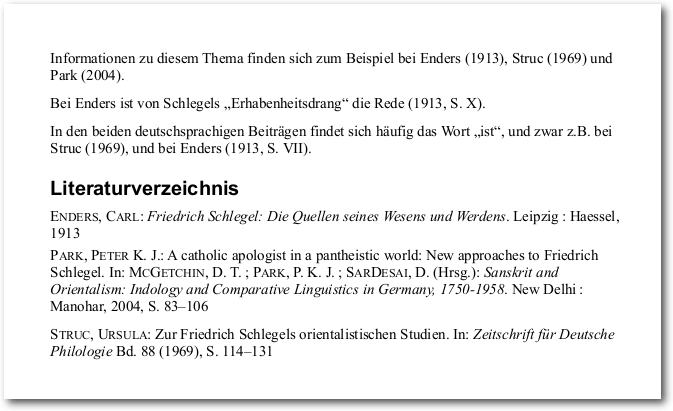 Informationen zu diesem Thema finden sich zum Beispiel bei Enders (1913), Struc (1969) und
Park (2004).
Bei Enders ist von Schlegels „Erhabenheitsdrang“ die Rede (1913, S. X).
In den beiden deutschsprachigen Beiträgen findet sich häufig das Wort „ist“, und zwar z.B. bei
Struc (1969), und bei Enders (1913, S. VII).
Literaturverzeichnis
ENDERS, CARL: Friedrich Schlegel: Die Quellen seines Wesens und Werdens. Leipzig : Haessel,
1913
PARK, PETER K. J.: A catholic apologist in a pantheistic world: New approaches to Friedrich
Schlegel. In: MCGETCHIN, D. T. ; PARK, P. K. J. ; SARDESAI, D. (Hrsg.): Sanskrit and
Orientalism: Indology and Comparative Linguistics in Germany, 1750-1958. New Delhi :
Manohar, 2004, S. 83–106
STRUC, URSULA: Zur Friedrich Schlegels orientalistischen Studien. In: Zeitschrift für Deutsche
Philologie Bd. 88 (1969), S. 114–131